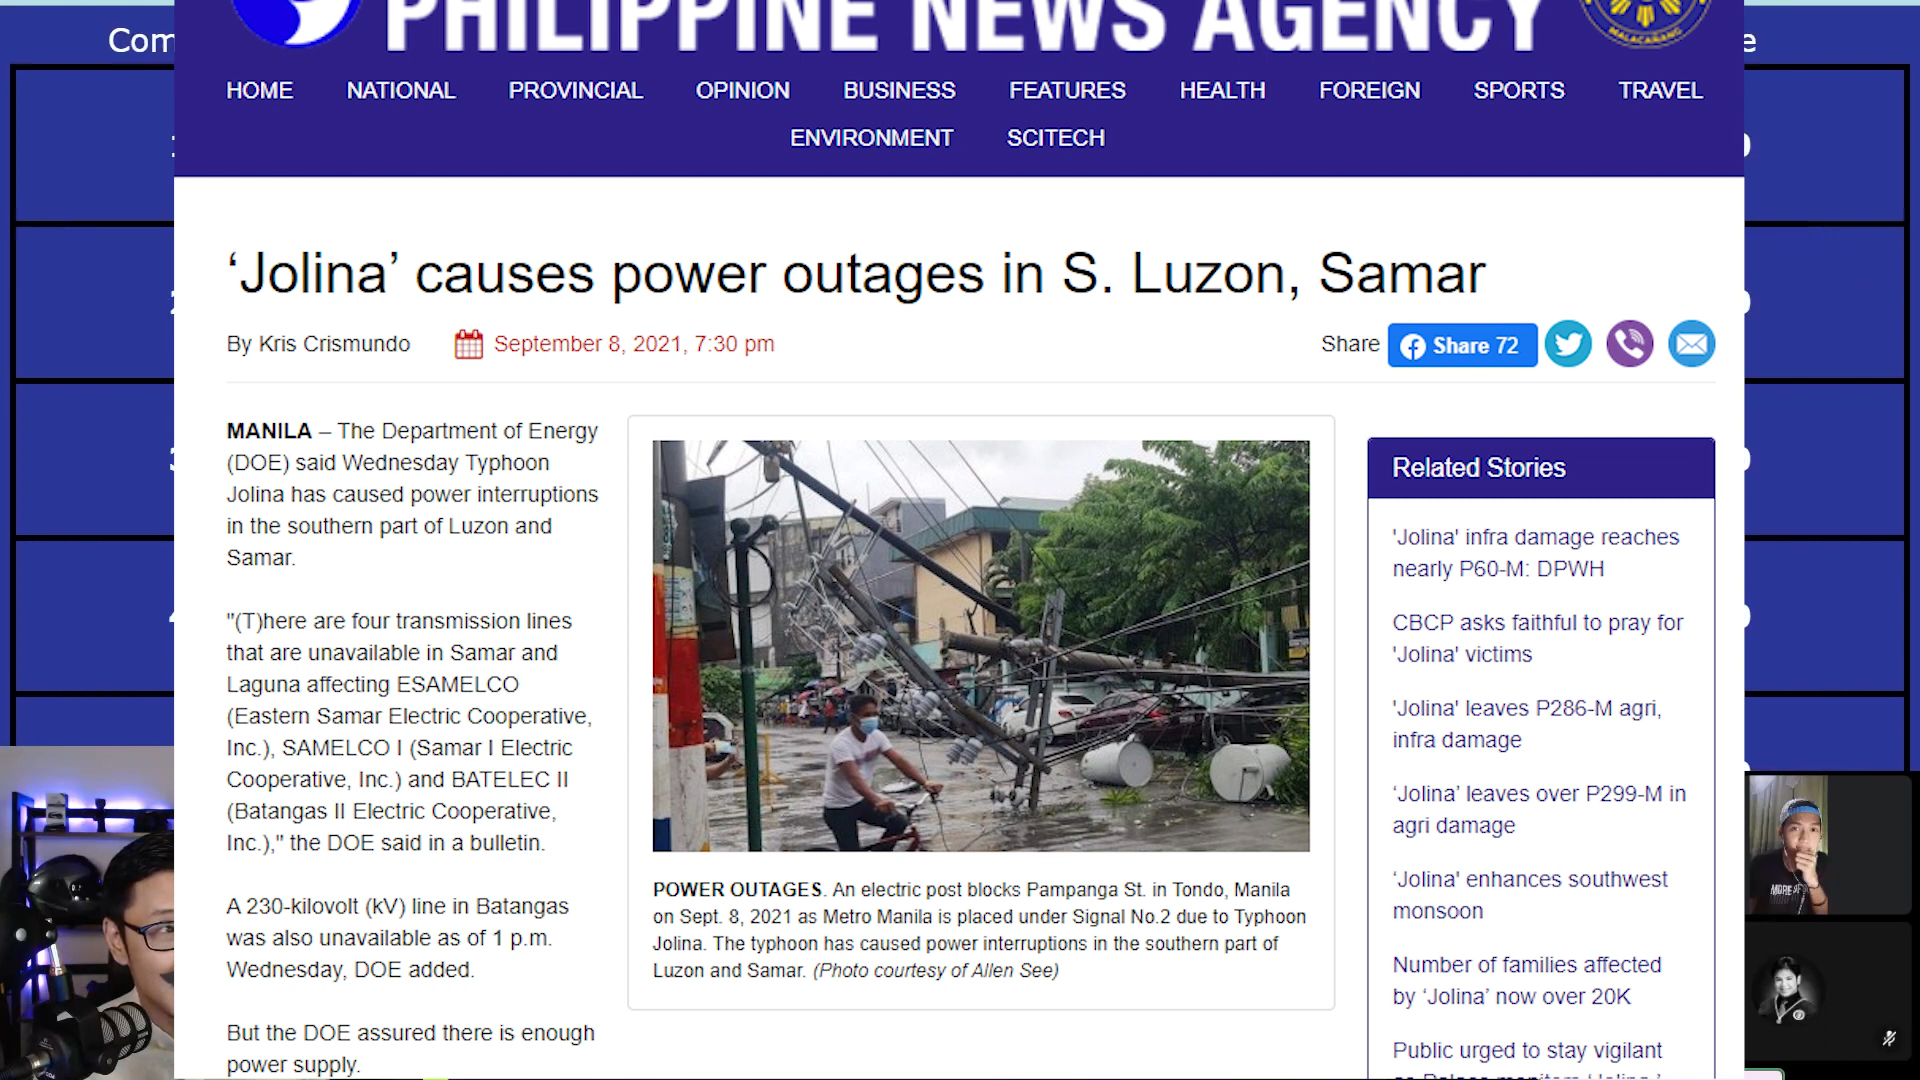 Com
e
PHILIPPINE NEWS AGENCY
MALACAÑANG
HOME NATIONAL PROVINCIAL OPINION BUSINESS FEATURES HEALTH FOREIGN SPORTS TRAVEL
ENVIRONMENT SCITECH
‘Jolina’ causes power outages in S. Luzon, Samar
By Kris Crismundo September 8, 2021, 7:30 pm Share Share 72
MANILA – The Department of Energy
(DOE) said Wednesday Typhoon
Jolina has caused power interruptions
in the southern part of Luzon and
Samar.
"(T)here are four transmission lines
that are unavailable in Samar and
Laguna affecting ESAMELCO
(Eastern Samar Electric Cooperative,
Inc.), SAMELCO I (Samar I Electric
Cooperative, Inc.) and BATELEC II
(Batangas II Electric Cooperative,
Inc.)," the DOE said in a bulletin.
A 230-kilovolt (kV) line in Batangas
was also unavailable as of 1 p.m.
Wednesday, DOE added.
But the DOE assured there is enough
power supply.
POWER OUTAGES. An electric post blocks Pampanga St. in Tondo, Manila
on Sept. 8, 2021 as Metro Manila is placed under Signal No.2 due to Typhoon
Jolina. The typhoon has caused power interruptions in the southern part of
Luzon and Samar. (Photo courtesy of Allen See)
Related Stories
'Jolina' infra damage reaches
nearly P60-M: DPWH
CBCP asks faithful to pray for
'Jolina' victims
'Jolina' leaves P286-M agri,
infra damage
‘Jolina’ leaves over P299-M in
agri damage
‘Jolina' enhances southwest
monsoon
Number of families affected
by ‘Jolina’ now over 20K
Public urged to stay vigilant
MORE